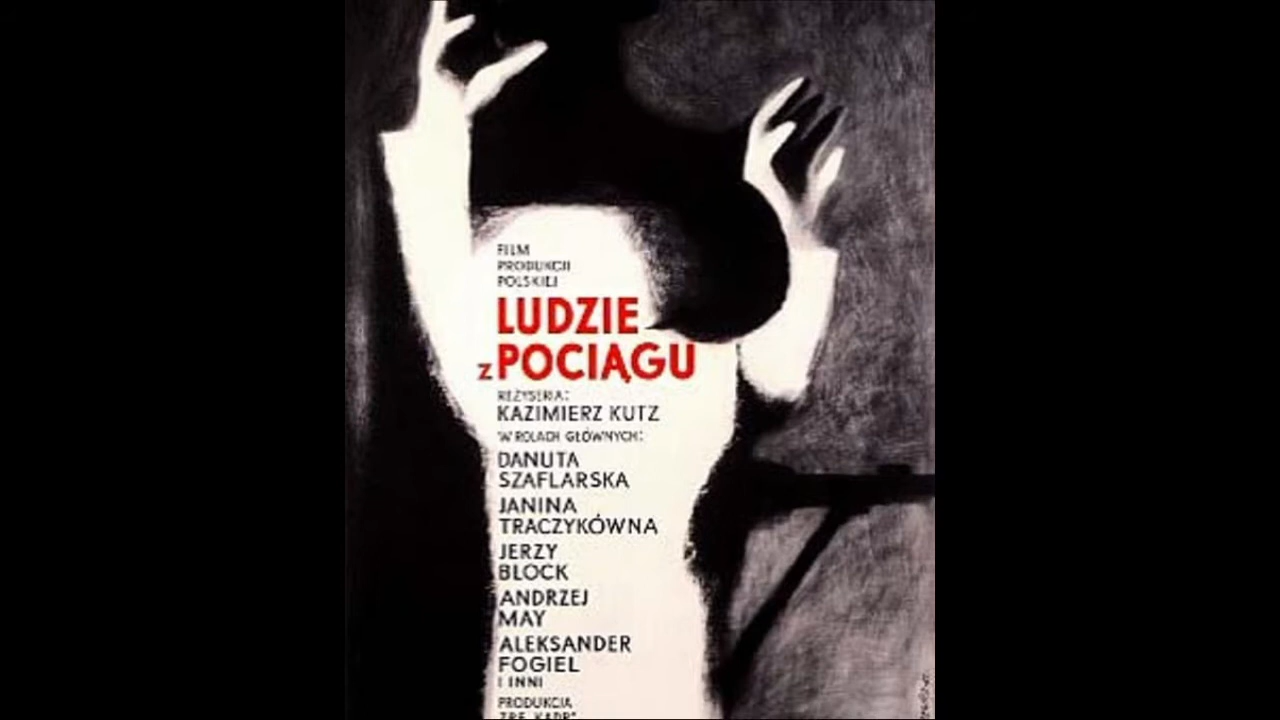 FILM
PRODUKCJI
POLSKIEJ
LUDZIE
Z POCIĄGU
REŻYSERIA:
KAZIMIERZ KUTZ
W ROLACH GŁÓWNYCH:
DANUTA
SZAFLARSKA
JANINA
TRACZYKÓWNA
JERZY
BLOCK
ANDRZEJ
MAY
ALEKSANDER
FOGIEL
I INNI
PRODUKCJA